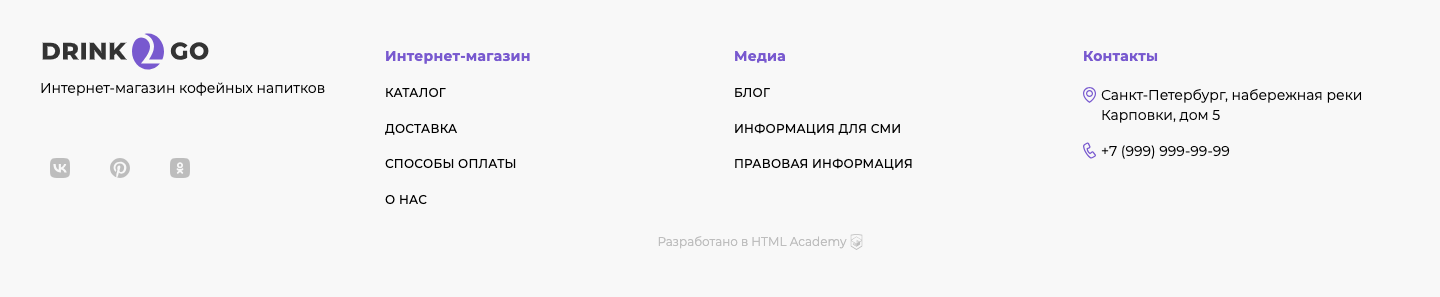 DRINK 2 GO
Интернет-магазин кофейных напитков
Интернет-магазин
КАТАЛОГ
ДОСТАВКА
СПОСОБЫ ОПЛАТЫ
О НАС
Медиа
БЛОГ
ИНФОРМАЦИЯ ДЛЯ СМИ
ПРАВОВАЯ ИНФОРМАЦИЯ
Контакты
Санкт-Петербург, набережная реки
Карповки, дом 5
+7 (999) 999-99-99
Разработано в HTML Academy